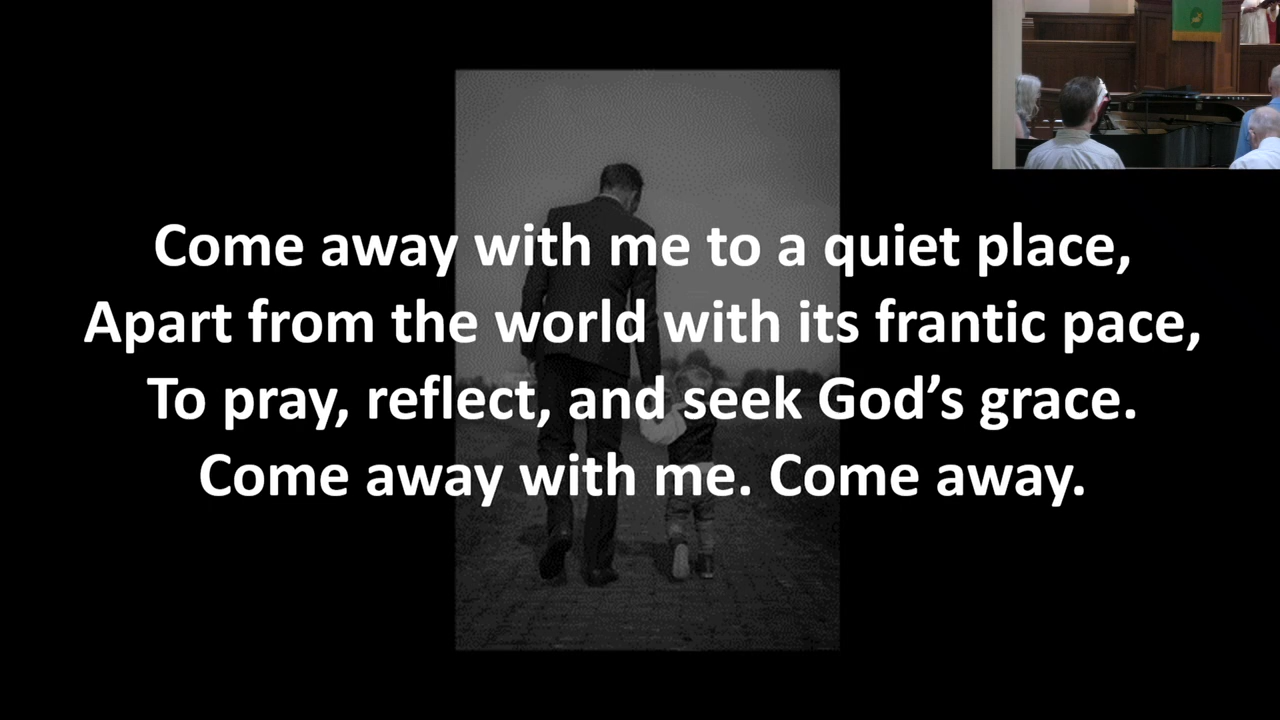 Come away with me to a quiet place,
Apart from the world with its frantic pace,
To pray, reflect, and seek God’s grace.
Come away with me. Come away.